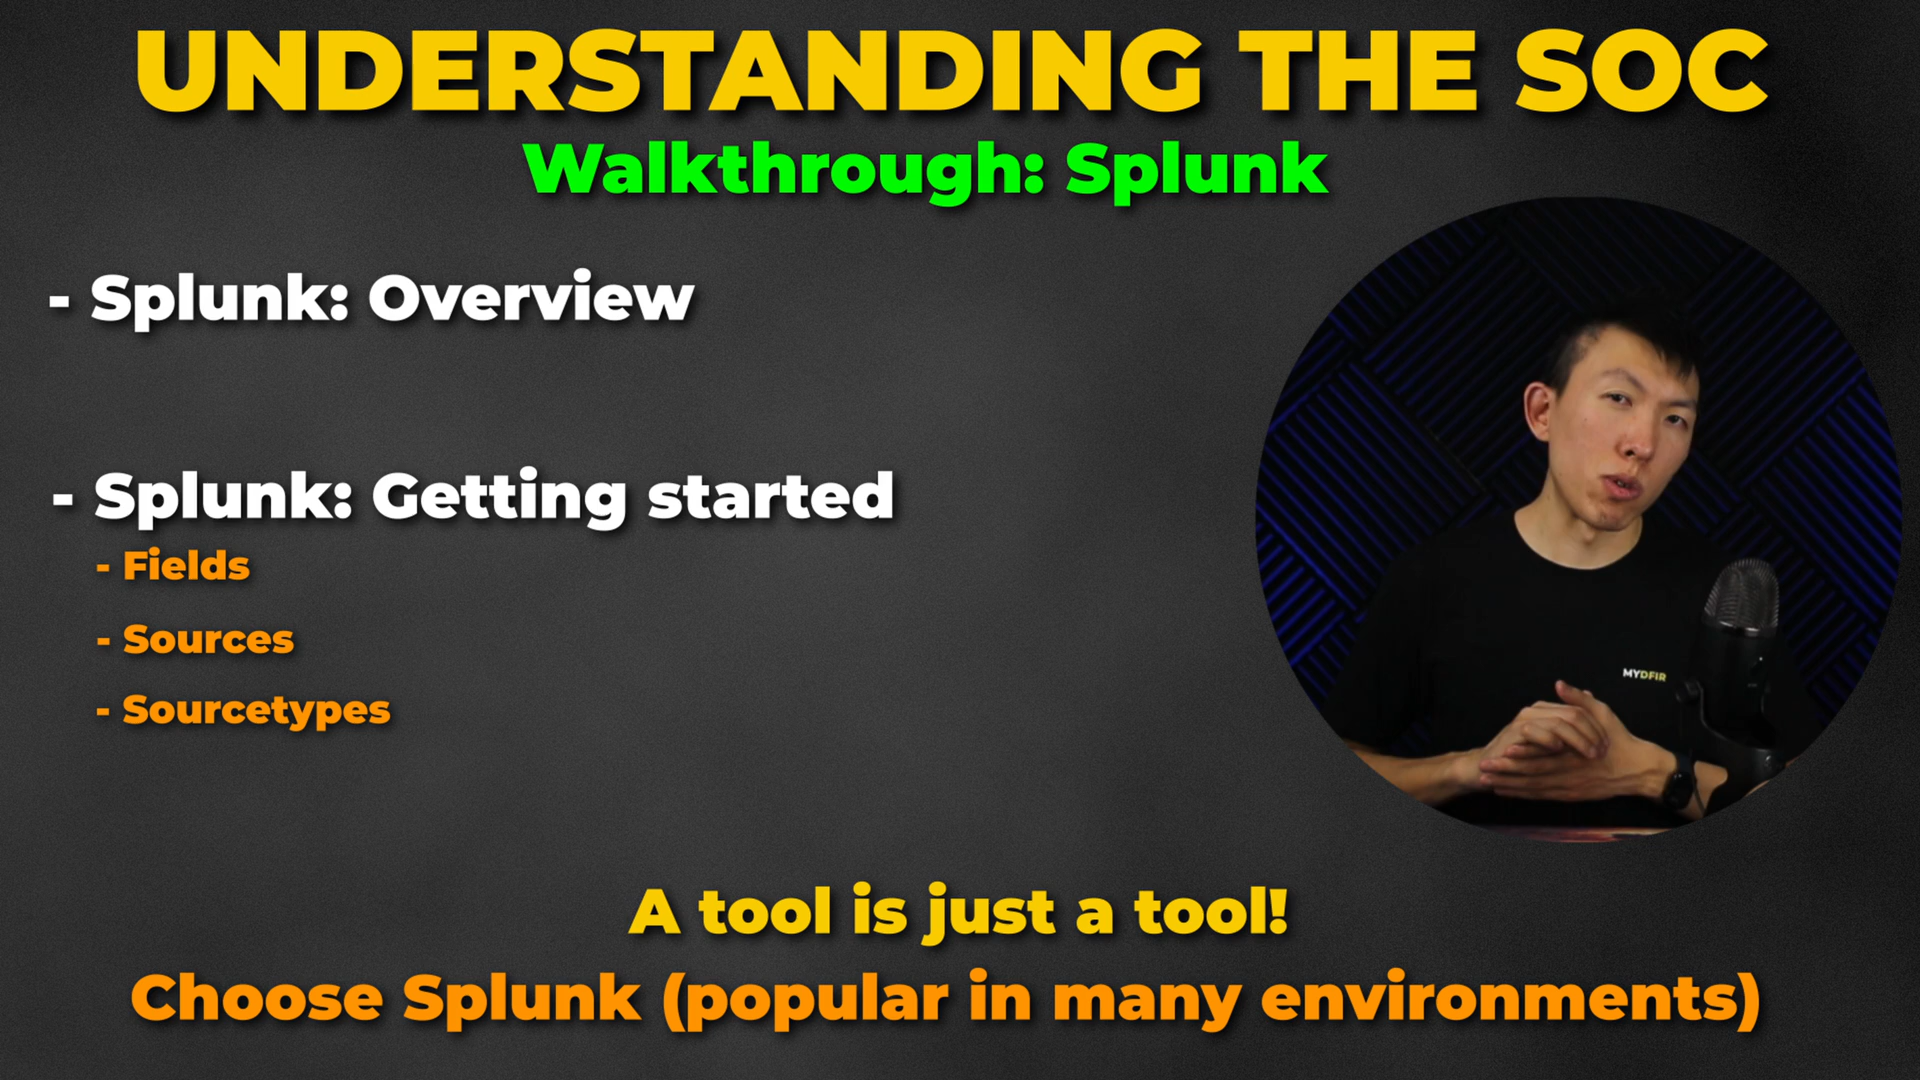 UNDERSTANDING THE SOC
Walkthrough: Splunk
- Splunk: Overview
- Splunk: Getting started
- Fields
- Sources
- Sourcetypes
MYDFIR
A tool is just a tool!
Choose Splunk (popular in many environments)